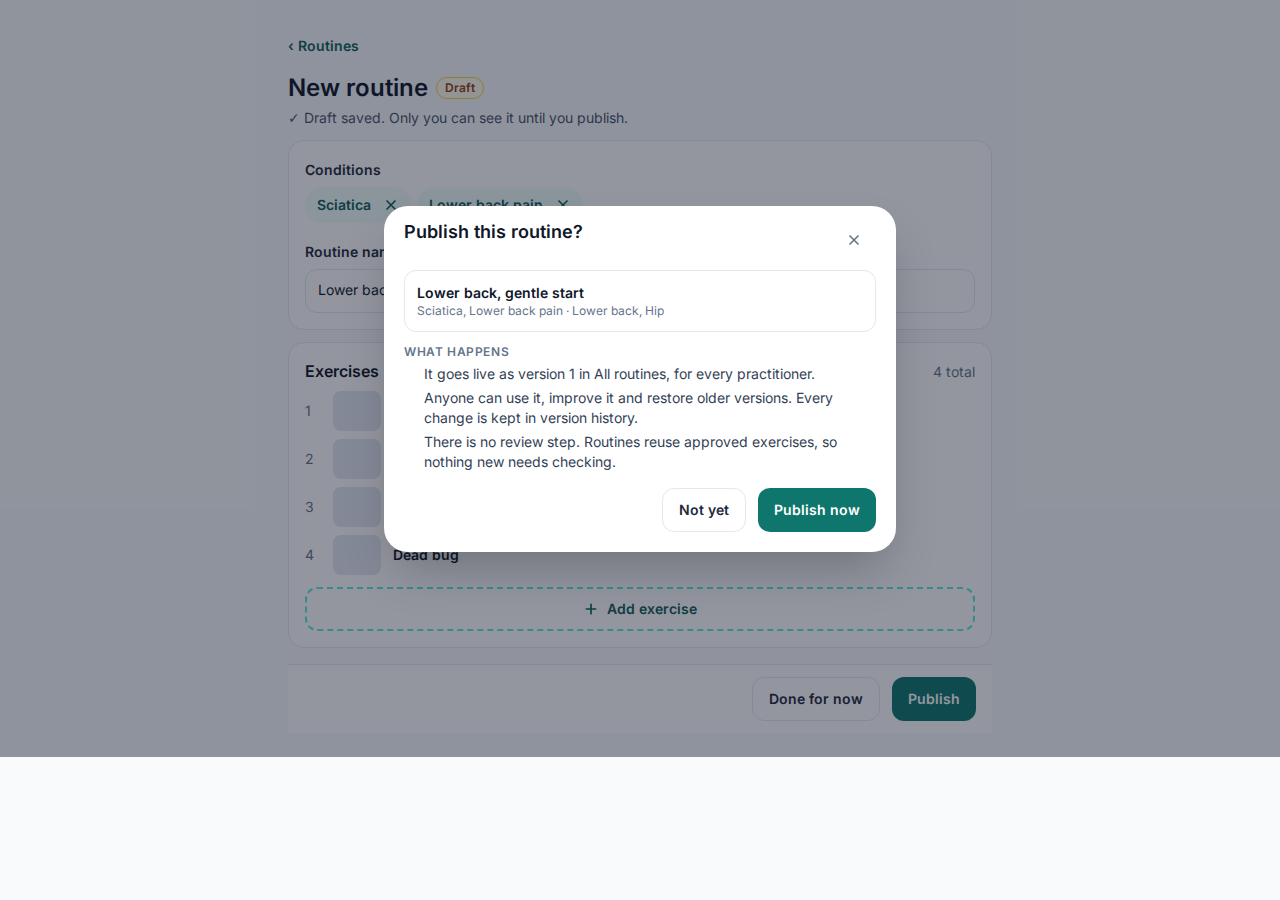 ‹ Routines
New routine Draft
✓ Draft saved. Only you can see it until you publish.
Conditions
Sciatica ✕ Lower back pain ✕
Publish this routine? ✕
Routine nar
Lower bac
Lower back, gentle start
Sciatica, Lower back pain · Lower back, Hip
WHAT HAPPENS
Exercises 4 total
It goes live as version 1 in All routines, for every practitioner.
Anyone can use it, improve it and restore older versions. Every
change is kept in version history.
There is no review step. Routines reuse approved exercises, so
nothing new needs checking.
Not yet Publish now
1
2
3
4 Dead bug
+ Add exercise
Done for now Publish